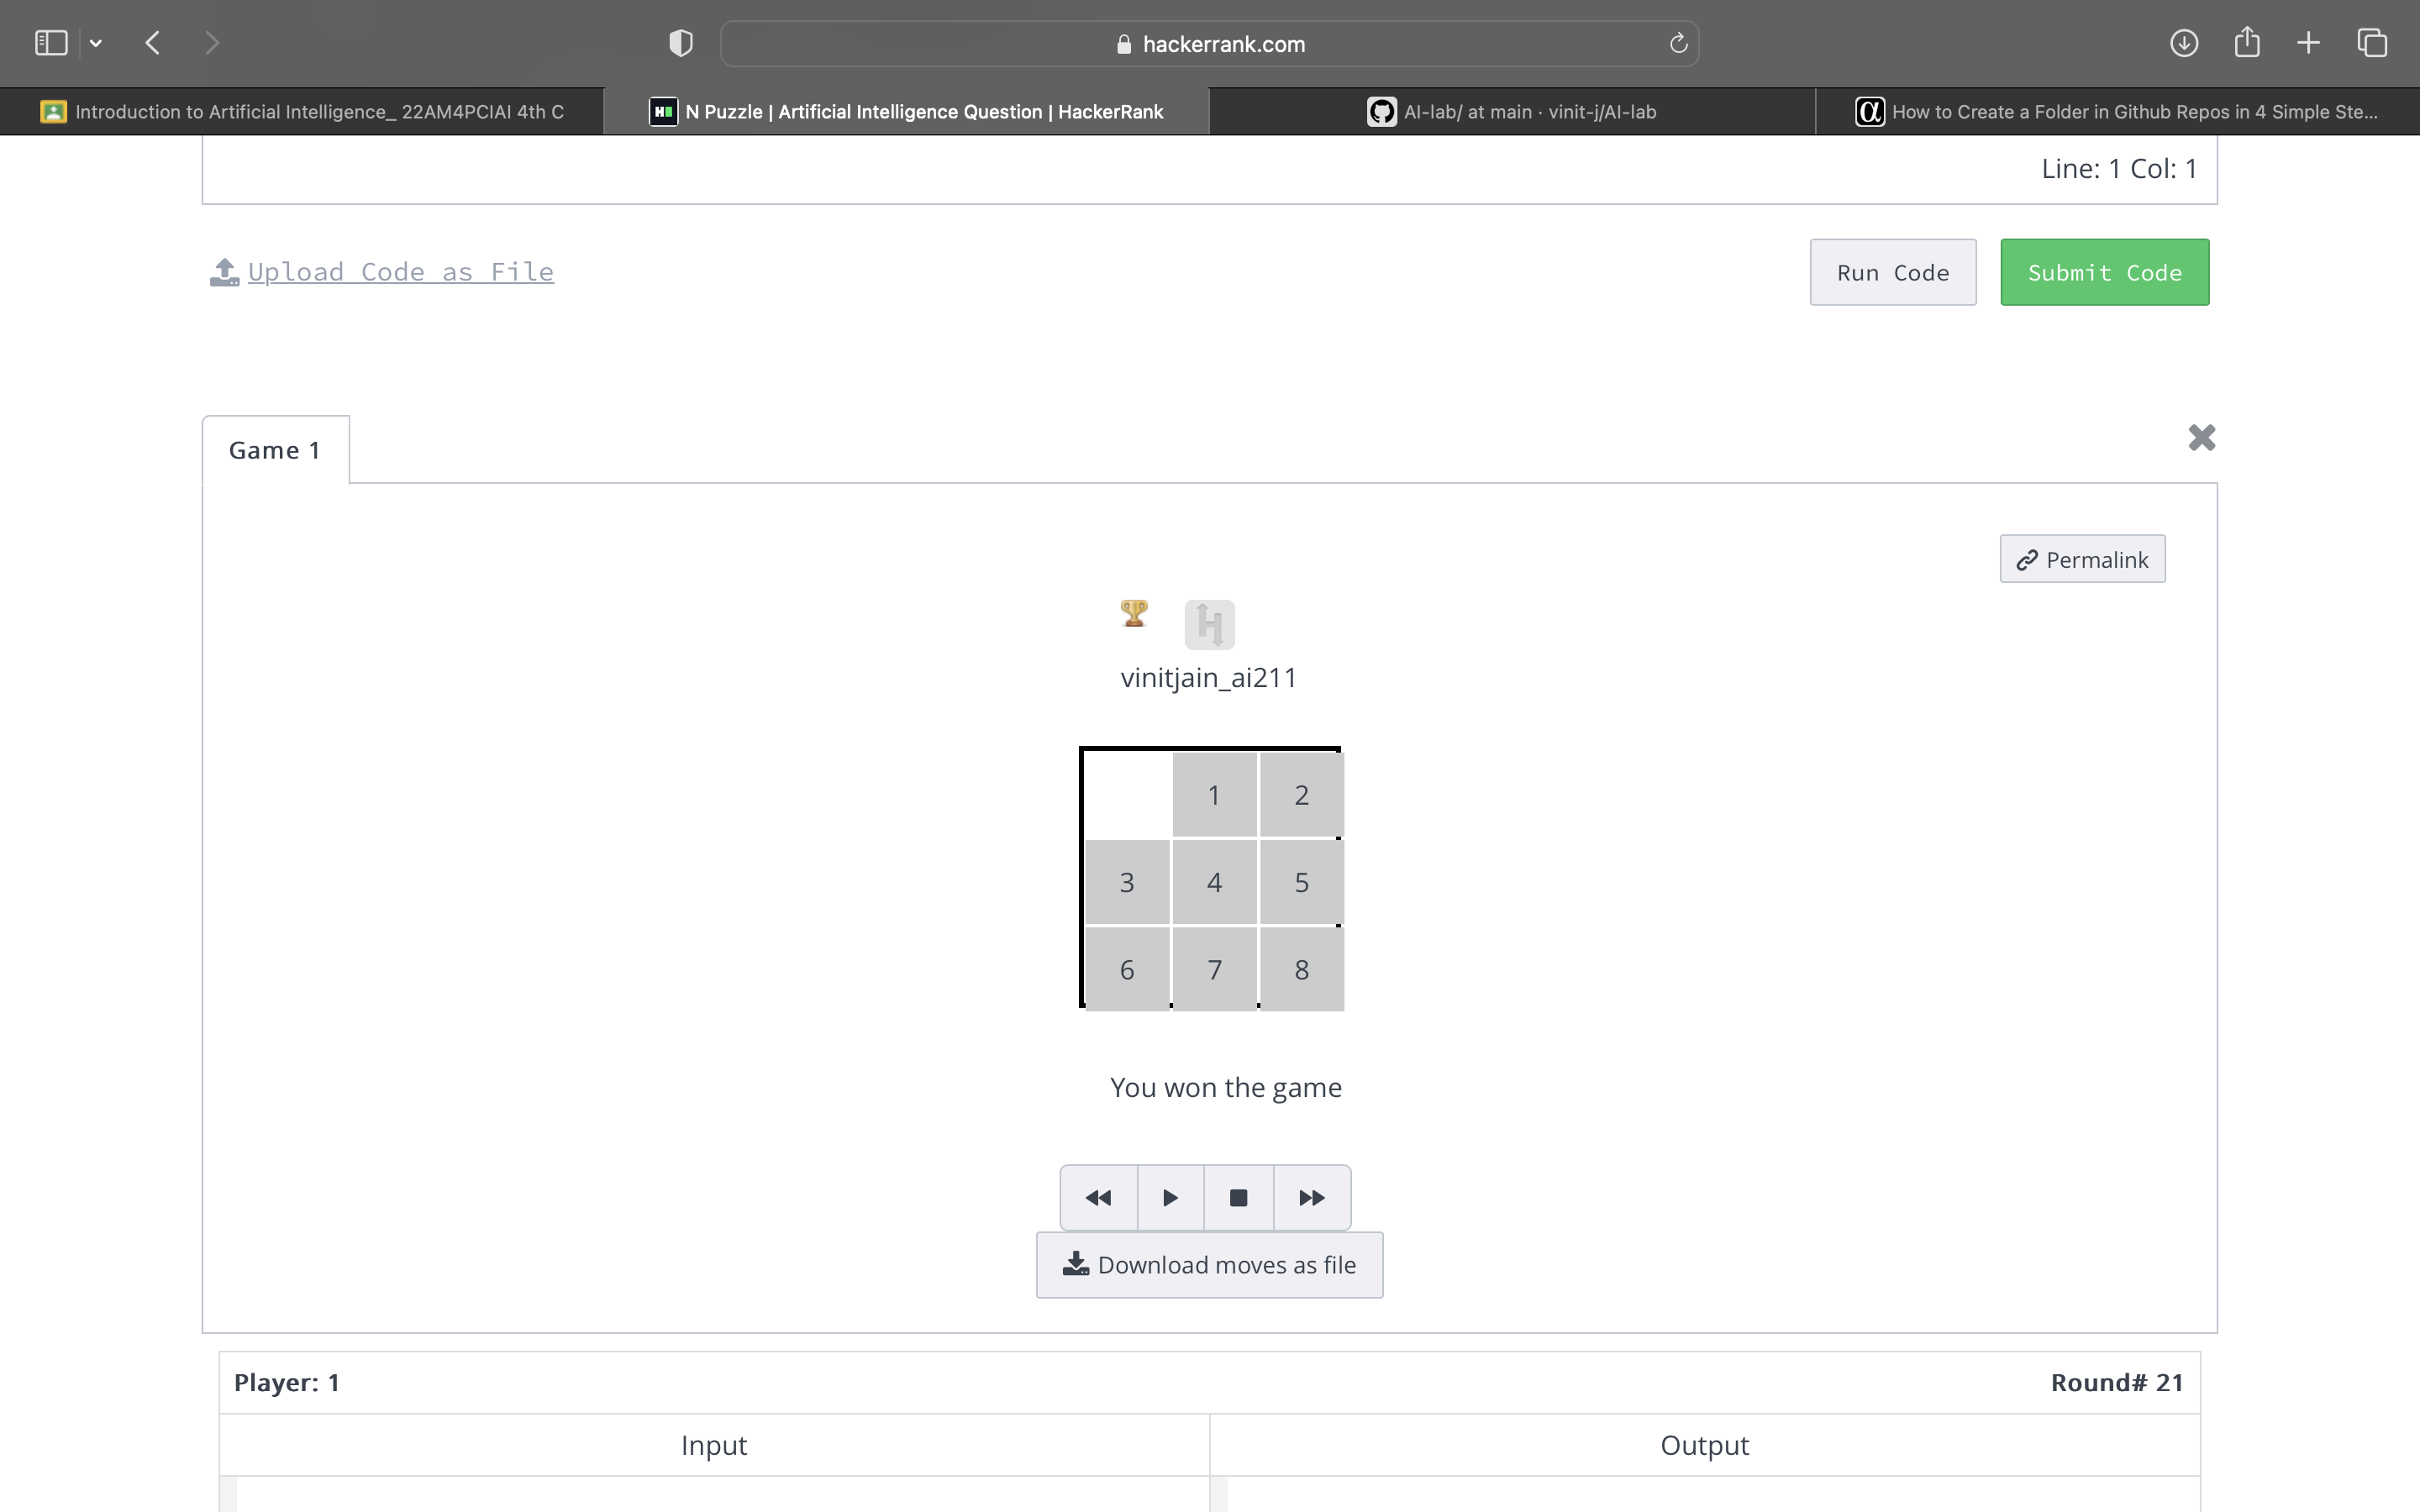 hackerrank.com
Introduction to Artificial Intelligence_ 22AM4PCIAI 4th C
N Puzzle | Artificial Intelligence Question | HackerRank
AI-lab/ at main · vinit-j/AI-lab
How to Create a Folder in Github Repos in 4 Simple Ste...
Line: 1 Col: 1
Upload Code as File
Run Code
Submit Code
Game 1
Permalink
vinitjain_ai211
1 2
3 4 5
6 7 8
You won the game
Download moves as file
Player: 1
Round# 21
Input
Output